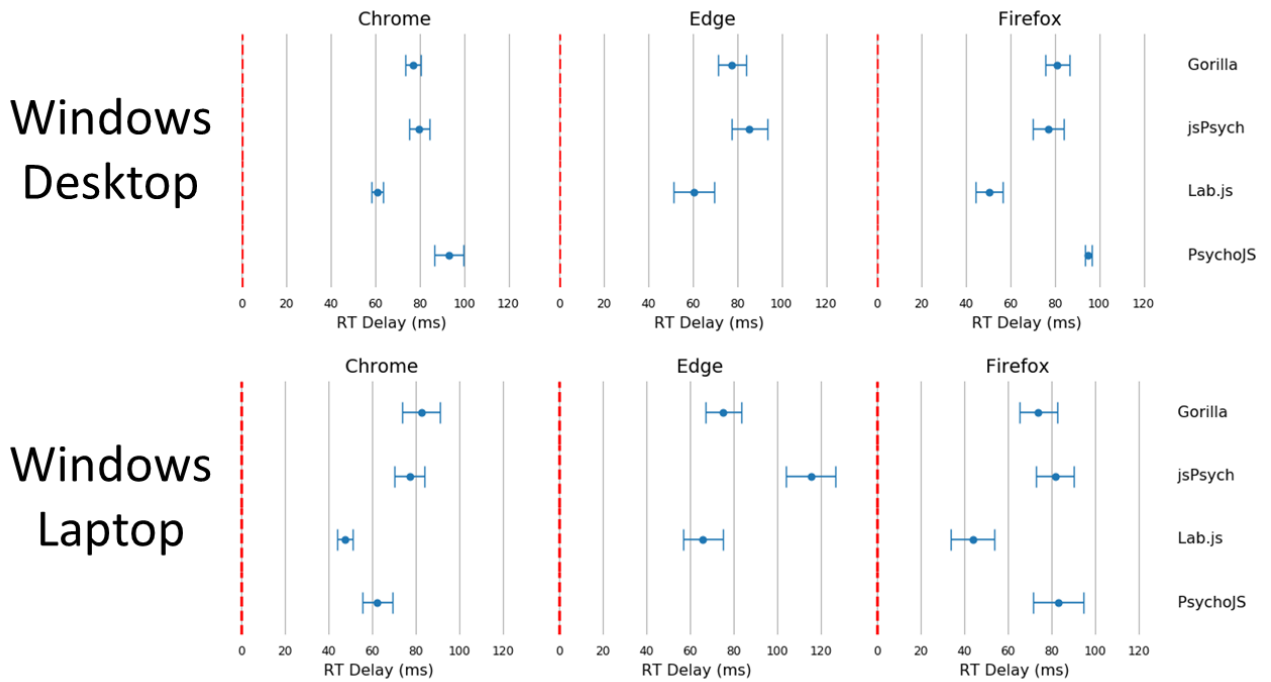 Chrome Edge Firefox
Windows
Desktop
Gorilla
jsPsych
Lab.js
PsychoJS
0 20 40 60 80 100 120 0 20 40 60 80 100 120 0 20 40 60 80 100 120
RT Delay (ms) RT Delay (ms) RT Delay (ms)
Chrome Edge Firefox
Windows
Laptop
Gorilla
jsPsych
Lab.js
PsychoJS
0 20 40 60 80 100 120 0 20 40 60 80 100 120 0 20 40 60 80 100 120
RT Delay (ms) RT Delay (ms) RT Delay (ms)